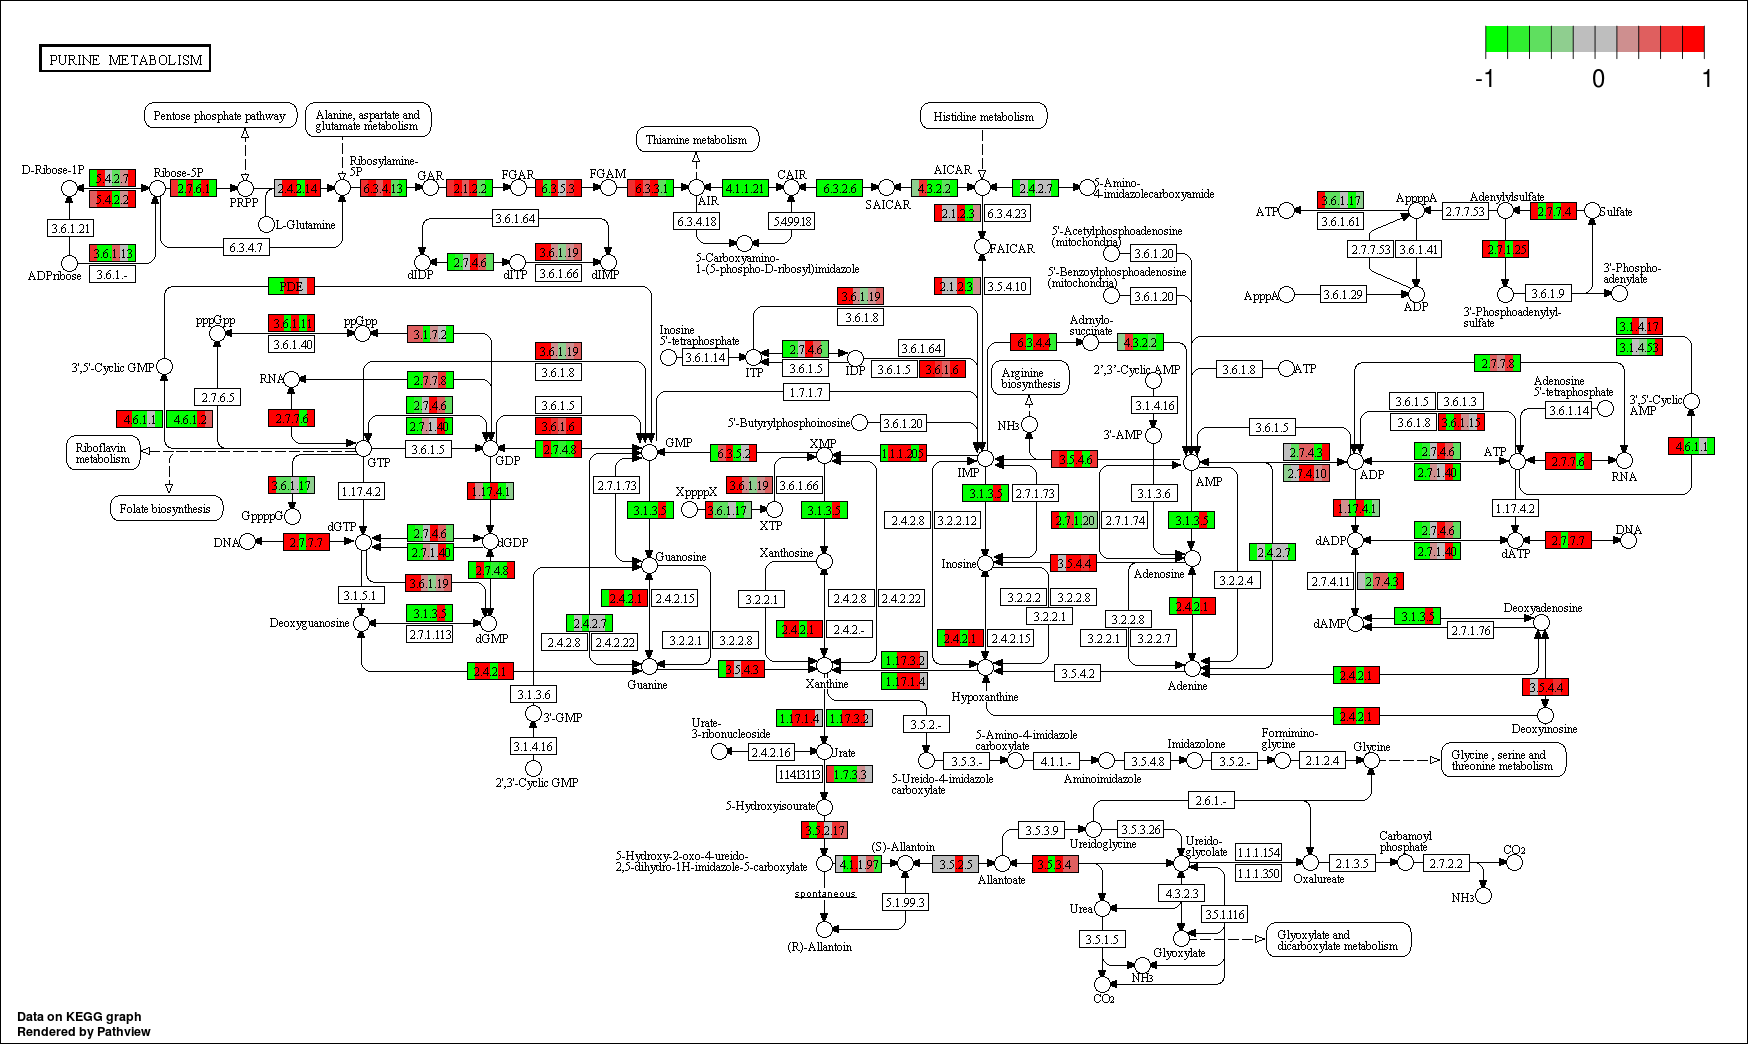 PURINE METABOLISM
-1 0 1
Pentose phosphate pathway
Alanine, aspartate and
glutamate metabolism
Thiamine metabolism
Histidine metabolism
D-Ribose-1P
5.4.2.7
5.4.2.2
Ribose-5P
2.7.6.1
PRPP
2.4.2.14
Ribosylamine-
5P
6.3.4.13
GAR
2.1.2.2
FGAR
6.3.5.3
FGAM
6.3.3.1
AIR
4.1.1.21
CAIR
6.3.2.6
SAICAR
4.3.2.2
AICAR
2.4.2.7
5-Amino-
4-imidazolecarboxyamide
3.6.1.21
L-Glutamine
6.3.4.7
ADPribose
3.6.1.13
3.6.1.-
3.6.1.64
dIDP
2.7.4.6
dITP
3.6.1.19
3.6.1.66
dIMP
6.3.4.18
5.4.99.18
5-Carboxyamino-
1-(5-phospho-D-ribosyl)imidazole
2.1.2.3
6.3.4.23
FAICAR
2.1.2.3
3.5.4.10
5'-Acetylphosphoadenosine
(mitochondria)
3.6.1.20
5'-Benzoylphosphoadenosine
(mitochondria)
3.6.1.20
ATP
3.6.1.17
3.6.1.61
AppppA
2.7.7.53
Adenylylsulfate
2.7.7.4
Sulfate
2.7.7.53
3.6.1.41
2.7.1.25
ApppA
3.6.1.29
ADP
3.6.1.9
3'-Phospho-
adenylate
3'-Phosphoadenylyl-
sulfate
PDE
pppGpp
3.6.1.11
3.6.1.40
ppGpp
3.1.7.2
3',5'-Cyclic GMP
3.6.1.19
3.6.1.8
RNA
2.7.7.8
2.7.6.5
4.6.1.1
4.6.1.2
2.7.7.6
2.7.4.6
2.7.1.40
3.6.1.5
3.6.1.6
2.7.4.8
Riboflavin
metabolism
Folate biosynthesis
GTP
3.6.1.5
GDP
GMP
3.6.1.17
GppppG
1.17.4.2
1.17.4.1
Inosine
5'-tetraphosphate
3.6.1.14
ITP
3.6.1.19
3.6.1.8
2.7.4.6
3.6.1.5
IDP
3.6.1.64
3.6.1.5
3.6.1.6
1.7.1.7
5'-Butyrylphosphoinosine
3.6.1.20
6.3.5.2
XMP
1.1.1.205
IMP
6.3.4.4
succinate
4.3.2.2
Arginine
biosynthesis
NH3
3.5.4.6
2',3'-Cyclic AMP
3.1.4.16
3'-AMP
3.1.3.6
AMP
3.6.1.8
ATP
3.6.1.5
2.7.4.3
2.7.4.10
ADP
2.7.7.8
Adenosine
5'-tetraphosphate
3.6.1.14
3.6.1.5
3.6.1.3
3.6.1.8
3.6.1.15
2.7.4.6
2.7.1.40
ATP
2.7.7.6
RNA
3.1.4.17
3.1.4.53
3',5'-Cyclic
AMP
4.6.1.1
2.7.1.73
3.1.3.5
XppppX
3.6.1.17
XTP
3.6.1.19
3.6.1.66
3.1.3.5
3.1.3.5
2.7.1.73
2.4.2.8
3.2.2.12
2.7.1.20
2.7.1.74
3.1.3.5
1.17.4.1
1.17.4.2
DNA
2.7.7.7
dGTP
2.7.4.6
2.7.1.40
dGDP
3.6.1.19
2.7.4.8
3.1.5.1
Deoxyguanosine
3.1.3.5
2.7.1.113
dGMP
Guanosine
2.4.2.1
2.4.2.15
2.4.2.7
2.4.2.8
2.4.2.22
3.2.2.1
3.2.2.8
Xanthosine
3.2.2.1
2.4.2.8
2.4.2.22
2.4.2.1
2.4.2.-
Inosine
3.5.4.4
Adenosine
3.2.2.2
3.2.2.8
3.2.2.1
2.4.2.1
2.4.2.15
2.4.2.1
3.2.2.8
3.2.2.1
3.2.2.7
3.2.2.4
2.4.2.7
dADP
2.7.4.6
2.7.1.40
dATP
2.7.7.7
DNA
2.7.4.11
2.7.4.3
dAMP
3.1.3.5
2.7.1.76
Deoxyadenosine
2.4.2.1
Guanine
3.5.4.3
Xanthine
1.17.3.2
1.17.1.4
Hypoxanthine
3.5.4.2
Adenine
2.4.2.1
3.5.4.4
2.4.2.1
Deoxyinosine
3.1.3.6
3'-GMP
3.1.4.16
2',3'-Cyclic GMP
1.17.1.4
1.17.3.2
Urate-
3-ribonucleoside
2.4.2.16
Urate
3.5.2.-
1.14.13.113
1.7.3.3
5-Hydroxyisourate
3.5.2.17
5-Ureido-4-imidazole
carboxylate
3.5.3.-
5-Amino-4-imidazole
carboxylate
4.1.1.-
Aminoimidazole
3.5.4.8
Imidazolone
3.5.2.-
Formimino-
glycine
2.1.2.4
Glycine
Glycine , serine and
threonine metabolism
2.6.1.-
5-Hydroxy-2-oxo-4-ureido-
2,5-dihydro-1H-imidazole-5-carboxylate
4.1.1.97
(S)-Allantoin
3.5.2.5
Allantoate
3.5.3.4
3.5.3.9
Ureidoglycine
3.5.3.26
Ureido-
glycolate
1.1.1.154
1.1.1.350
Oxalureate
2.1.3.5
Carbamoyl
phosphate
2.7.2.2
CO2
NH3
spontaneous
5.1.99.3
(R)-Allantoin
Urea
4.3.2.3
3.5.1.116
3.5.1.5
Glyoxylate
Glyoxylate and
dicarboxylate metabolism
NH3
CO2
Data on KEGG graph
Rendered by Pathview